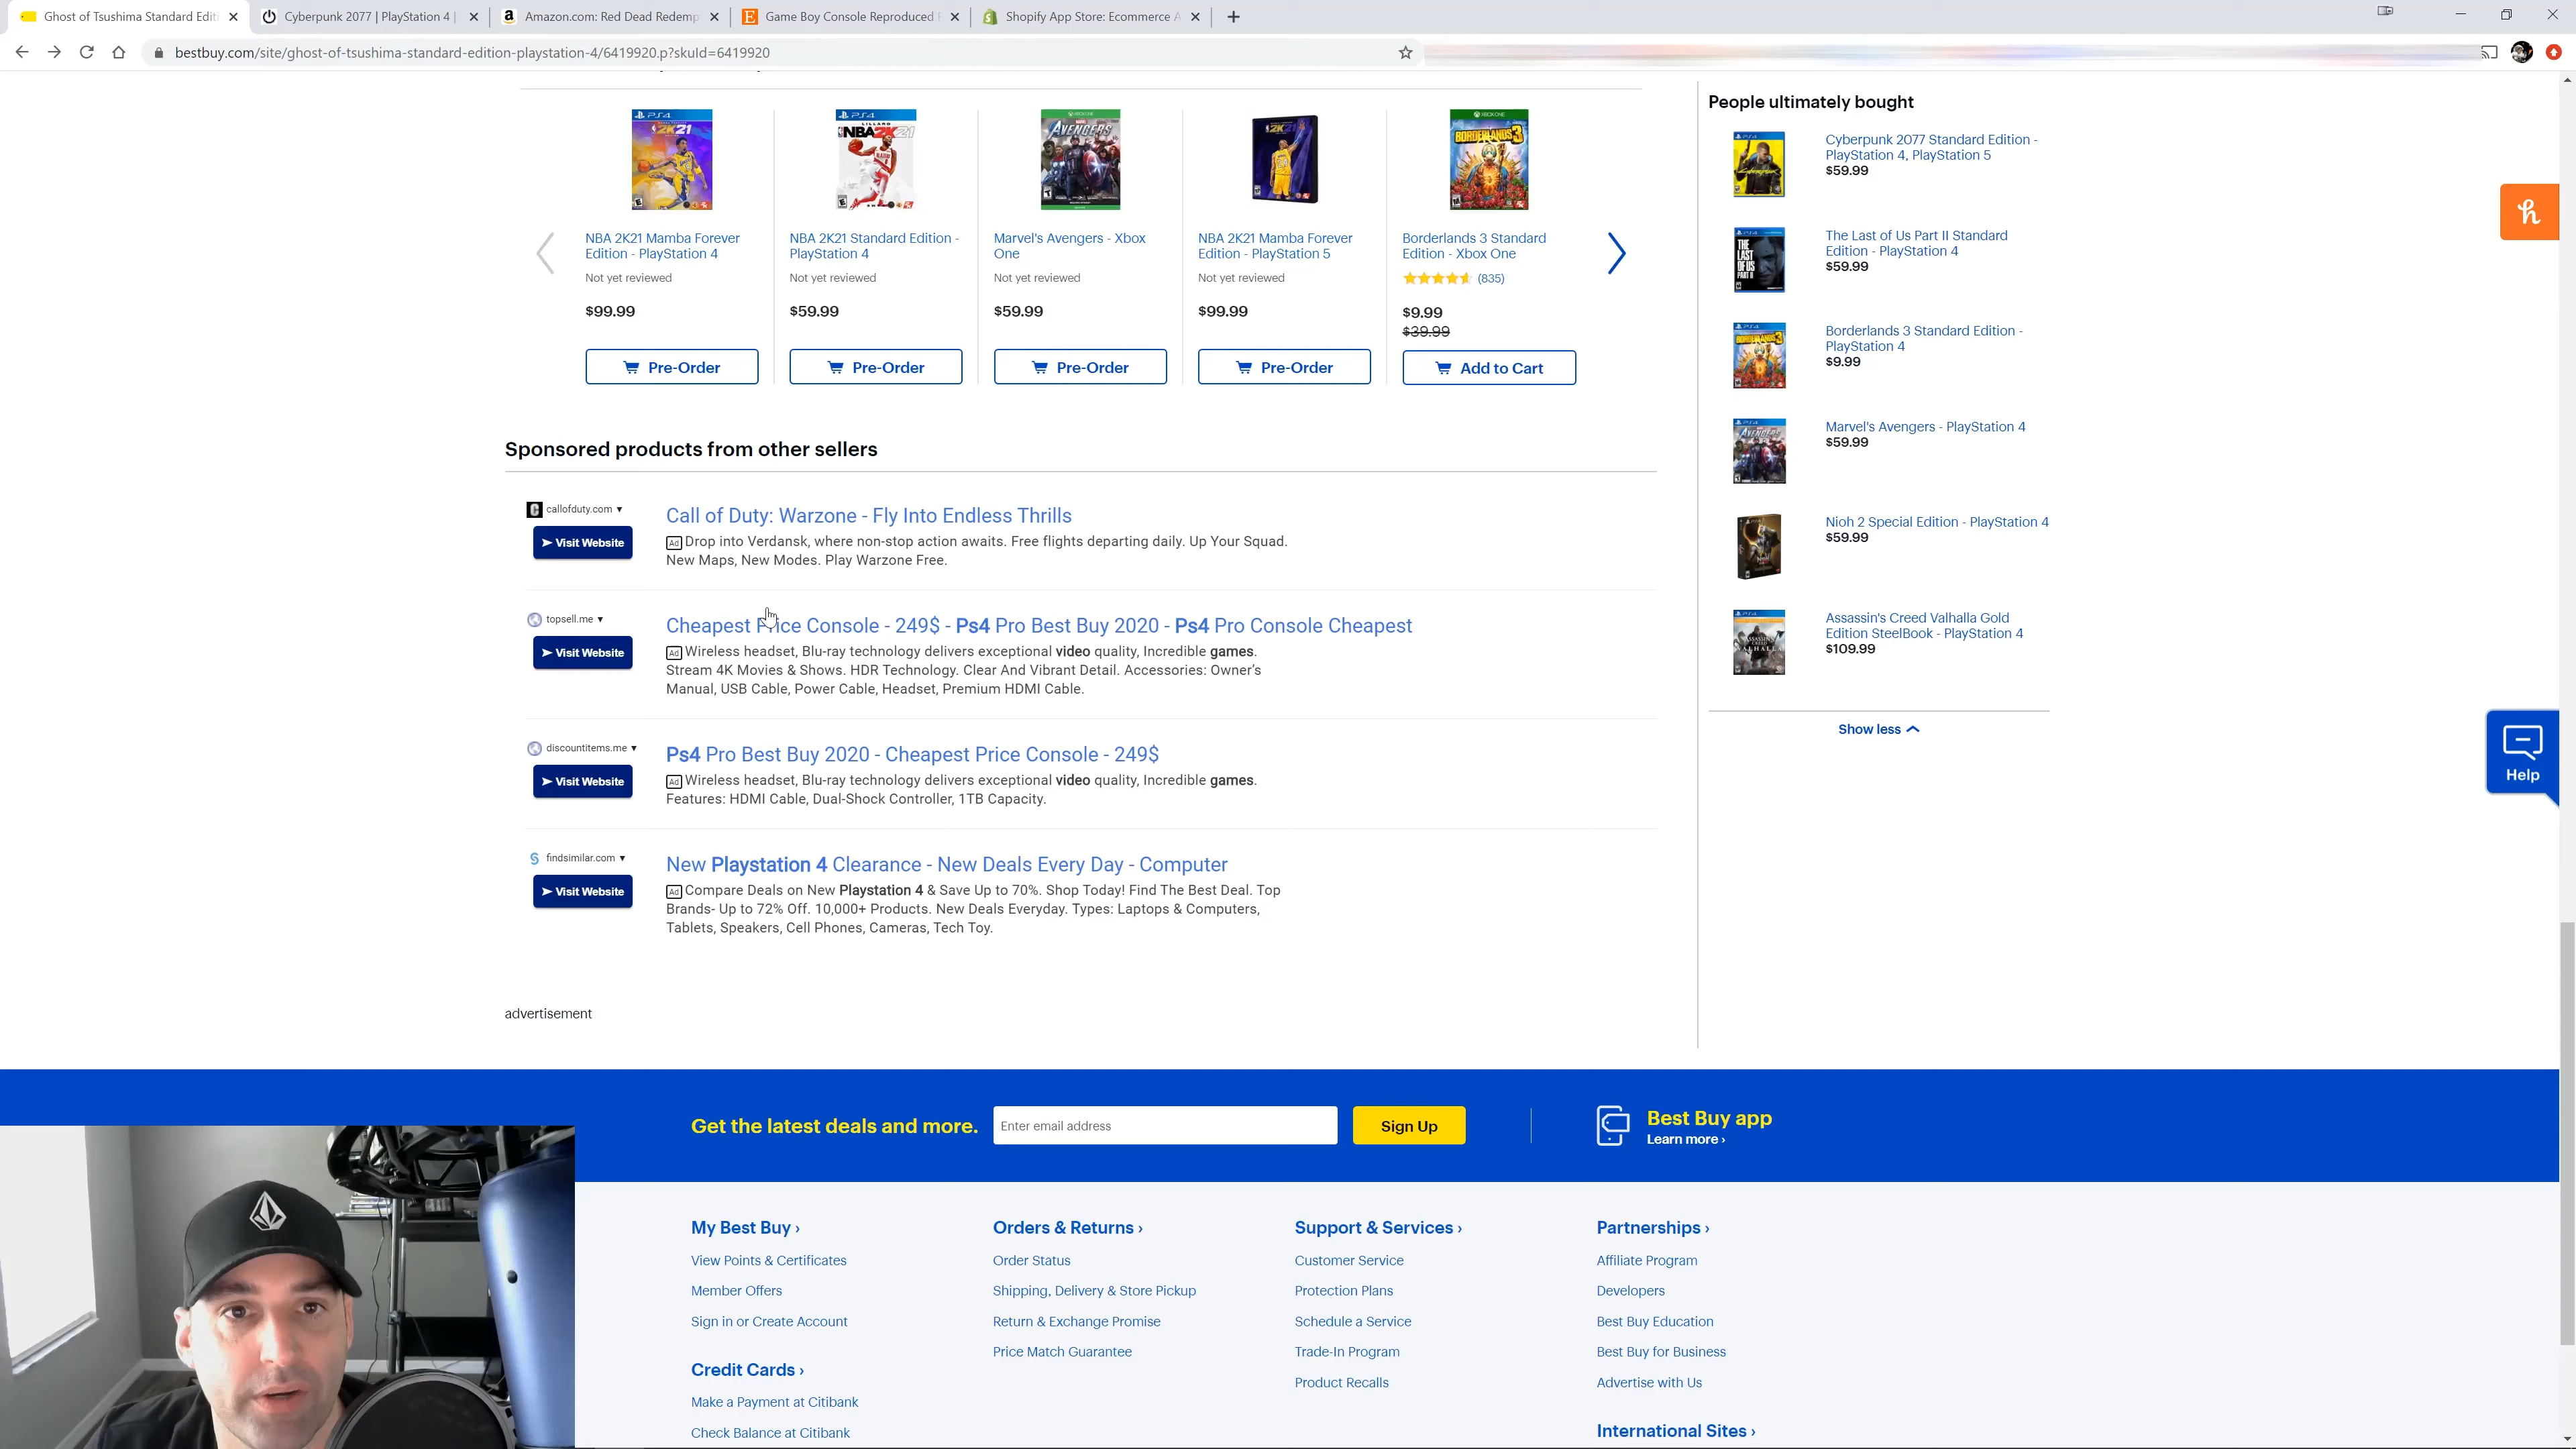 Ghost of Tsushima Standard Editi
Cyberpunk 2077 | PlayStation 4 |
Amazon.com: Red Dead Redemp
Game Boy Console Reproduced
Shopify App Store: Ecommerce A
bestbuy.com/site/ghost-of-tsushima-standard-edition-playstation-4/6419920.p?skuId=6419920
NBA 2K21 Mamba Forever
Edition - PlayStation 4
Not yet reviewed
$99.99
Pre-Order
NBA 2K21 Standard Edition -
PlayStation 4
Not yet reviewed
$59.99
Pre-Order
Marvel's Avengers - Xbox
One
Not yet reviewed
$59.99
Pre-Order
NBA 2K21 Mamba Forever
Edition - PlayStation 5
Not yet reviewed
$99.99
Pre-Order
Borderlands 3 Standard
Edition - Xbox One
(835)
$9.99
$39.99
Add to Cart
Sponsored products from other sellers
callofduty.com ▼
Visit Website
Call of Duty: Warzone - Fly Into Endless Thrills
Ad Drop into Verdansk, where non-stop action awaits. Free flights departing daily. Up Your Squad.
New Maps, New Modes. Play Warzone Free.
topsell.me ▼
Visit Website
Cheapest Price Console - 249$ - Ps4 Pro Best Buy 2020 - Ps4 Pro Console Cheapest
Ad Wireless headset, Blu-ray technology delivers exceptional video quality, Incredible games.
Stream 4K Movies & Shows. HDR Technology. Clear And Vibrant Detail. Accessories: Owner's
Manual, USB Cable, Power Cable, Headset, Premium HDMI Cable.
discountitems.me ▼
Visit Website
Ps4 Pro Best Buy 2020 - Cheapest Price Console - 249$
Ad Wireless headset, Blu-ray technology delivers exceptional video quality, Incredible games.
Features: HDMI Cable, Dual-Shock Controller, 1TB Capacity.
findsimilar.com ▼
Visit Website
New Playstation 4 Clearance - New Deals Every Day - Computer
Ad Compare Deals on New Playstation 4 & Save Up to 70%. Shop Today! Find The Best Deal. Top
Brands- Up to 72% Off. 10,000+ Products. New Deals Everyday. Types: Laptops & Computers,
Tablets, Speakers, Cell Phones, Cameras, Tech Toy.
advertisement
People ultimately bought
Cyberpunk 2077 Standard Edition -
PlayStation 4, PlayStation 5
$59.99
The Last of Us Part II Standard
Edition - PlayStation 4
$59.99
Borderlands 3 Standard Edition -
PlayStation 4
$9.99
Marvel's Avengers - PlayStation 4
$59.99
Nioh 2 Special Edition - PlayStation 4
$59.99
Assassin's Creed Valhalla Gold
Edition SteelBook - PlayStation 4
$109.99
Show less
Help
Get the latest deals and more.
Enter email address
Sign Up
Best Buy app
Learn more ›
My Best Buy ›
View Points & Certificates
Member Offers
Sign in or Create Account
Credit Cards ›
Make a Payment at Citibank
Check Balance at Citibank
Orders & Returns ›
Order Status
Shipping, Delivery & Store Pickup
Return & Exchange Promise
Price Match Guarantee
Support & Services ›
Customer Service
Protection Plans
Schedule a Service
Trade-In Program
Product Recalls
Partnerships ›
Affiliate Program
Developers
Best Buy Education
Best Buy for Business
Advertise with Us
International Sites ›